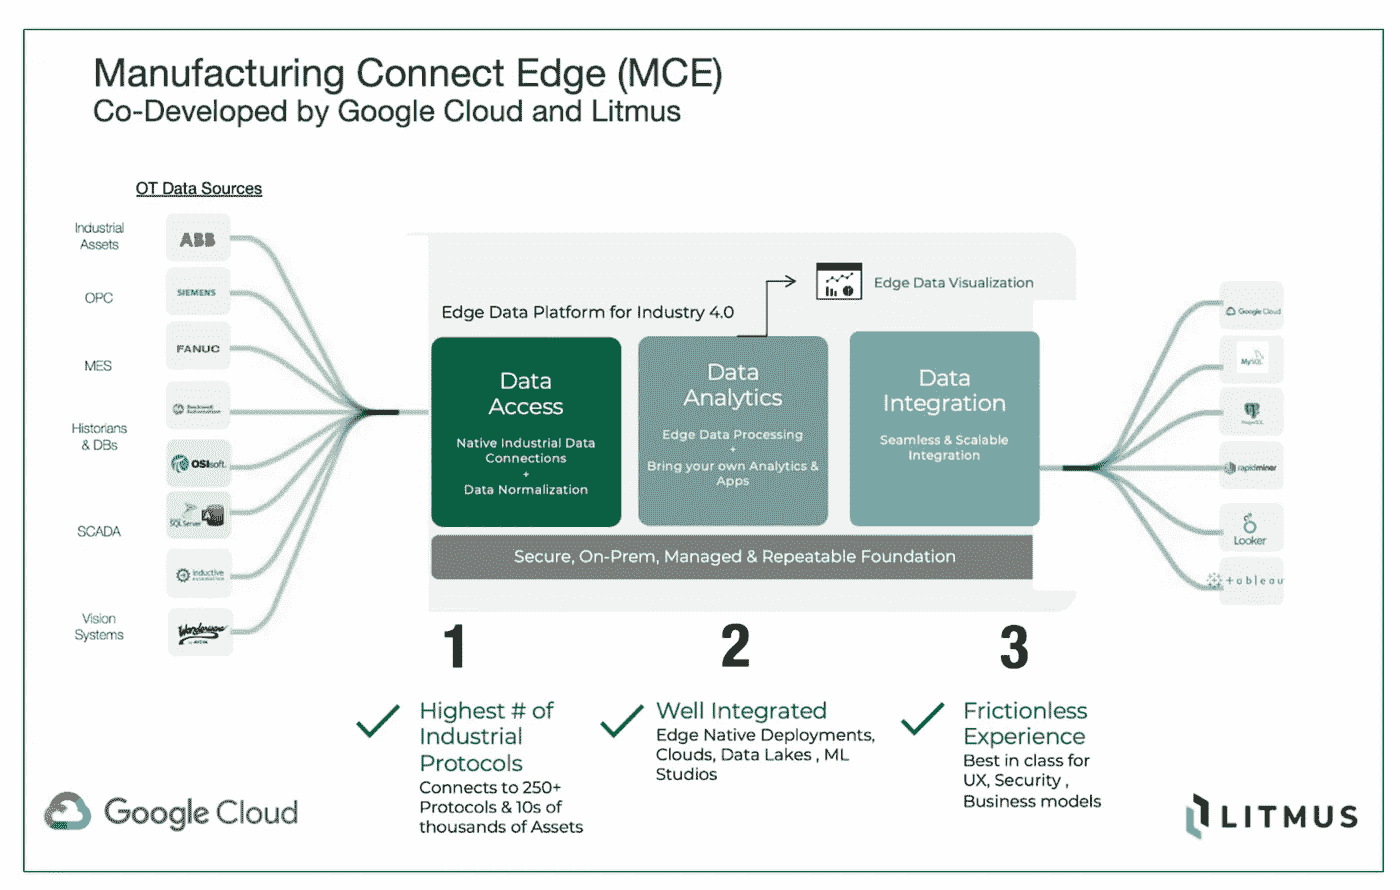 Manufacturing Connect Edge (MCE)
Co-Developed by Google Cloud and Litmus
OT Data Sources
Industrial
Assets
OPC
MES
Historians
& DBs
SCADA
Vision
Systems
ABB
SIEMENS
FANUC
Rockwell
Automation
OSIsoft.
SQL Server
inductive
automation
Wonderware
by AVEVA
Edge Data Platform for Industry 4.0
Edge Data Visualization
Data
Access
Native Industrial Data
Connections
+
Data Normalization
Data
Analytics
Edge Data Processing
+
Bring your own Analytics &
Apps
Data
Integration
Seamless & Scalable
Integration
Secure, On-Prem, Managed & Repeatable Foundation
Google Cloud
MySQL
PostgreSQL
rapidminer
Looker
+ableau
1
Highest # of
Industrial
Protocols
Connects to 250+
Protocols & 10s of
thousands of Assets
2
Well Integrated
Edge Native Deployments,
Clouds, Data Lakes , ML
Studios
3
Frictionless
Experience
Best in class for
UX, Security ,
Business models
Google Cloud
LITMUS